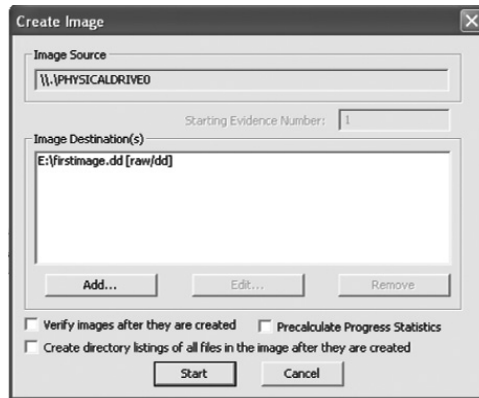 Create Image
Image Source
\\.\PHYSICALDRIVE0
Starting Evidence Number: 1
Image Destination(s)
E:\firstimage.dd [raw/dd]
Add... Edit... Remove
Verify images after they are created Precalculate Progress Statistics
Create directory listings of all files in the image after they are created
Start Cancel